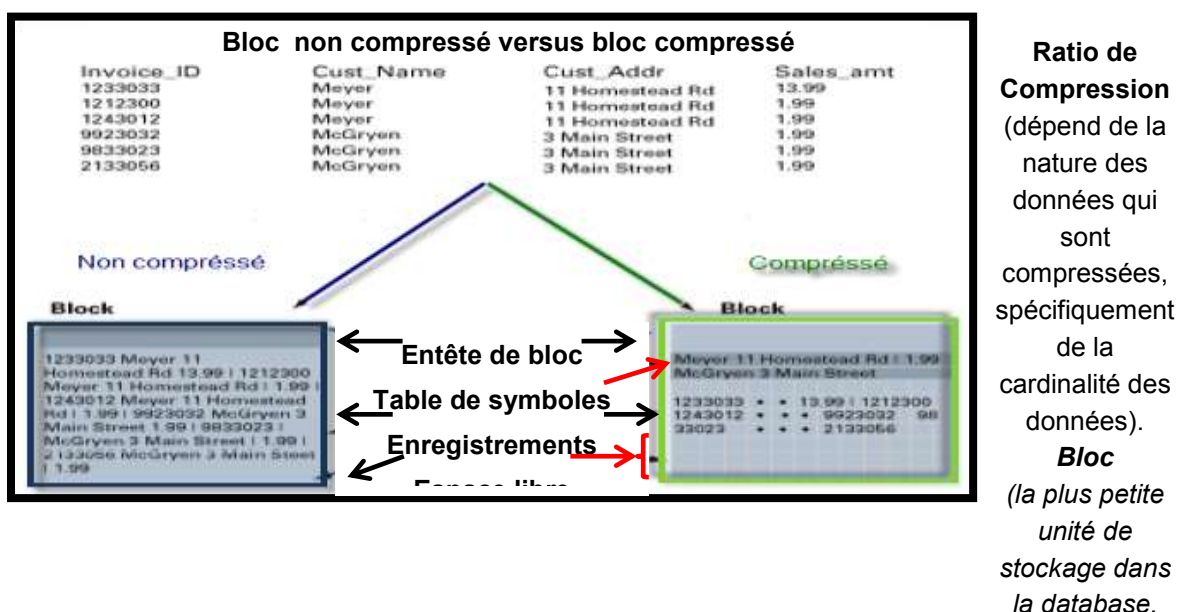 Bloc non compressé versus bloc compressé
Invoice_ID Cust_Name Cust_Addr Sales_amt
1233033 Meyer 11 Homestead Rd 13.99
1212300 Meyer 11 Homestead Rd 1.99
1243012 Meyer 11 Homestead Rd 1.99
9923032 McGryen 3 Main Street 1.99
9833023 McGryen 3 Main Street 1.99
2133056 McGryen 3 Main Street 1.99
Non compréssé
Compréssé
Block
Block
1233033 Meyer 11
Homestead Rd 13.99 | 1212300
Meyer 11 Homestead Rd | 1.99 |
1243012 Meyer 11 Homestead
Rd | 1.99 | 9923032 McGryen 3
Main Street 1.99 | 9833023 |
McGryen 3 Main Street | 1.99 |
2133056 McGryen 3 Main Steet
| 1.99
Entête de bloc
Table de symboles
Enregistrements
Espace libre
Meyer 11 Homestead Rd | 1.99
McGryen 3 Main Street
1233033 • • 13.99 | 1212300
1243012 • • • 9923032 98
33023 • • • 2133056
Ratio de
Compression
(dépend de la
nature des
données qui
sont
compressées,
spécifiquement
de la
cardinalité des
données).
Bloc
(la plus petite
unité de
stockage dans
la database.